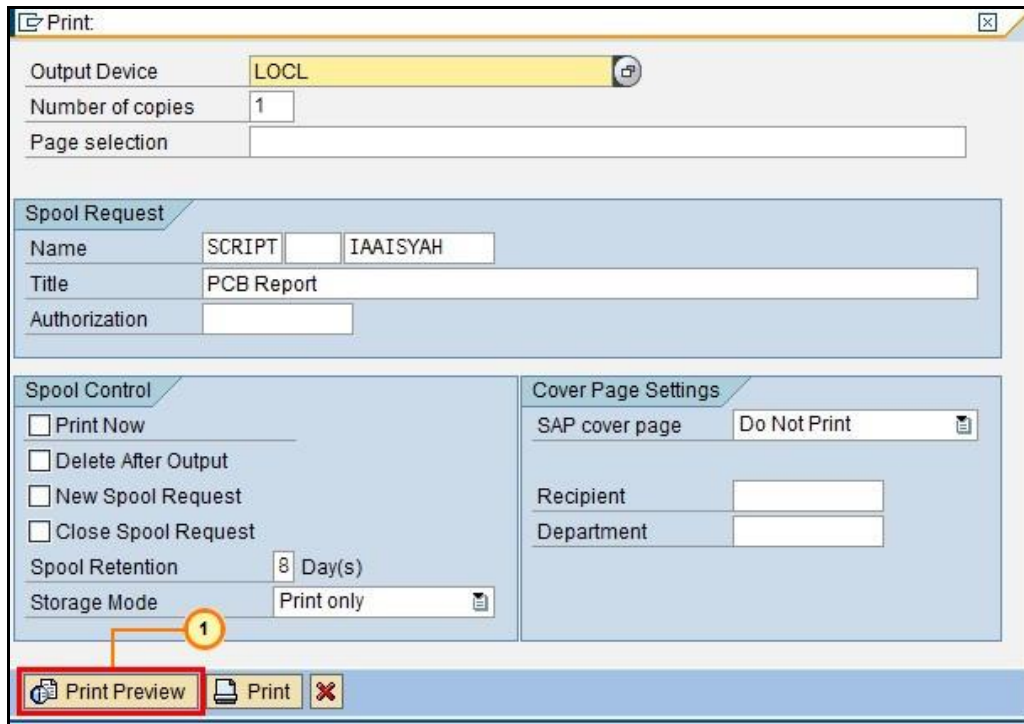 Print:
Output Device LOCL
Number of copies 1
Page selection
Spool Request
Name SCRIPT IAAISYAH
Title PCB Report
Authorization
Spool Control
Print Now
Delete After Output
New Spool Request
Close Spool Request
Spool Retention 8 Day(s)
Storage Mode Print only
Cover Page Settings
SAP cover page Do Not Print
Recipient
Department
1
Print Preview Print